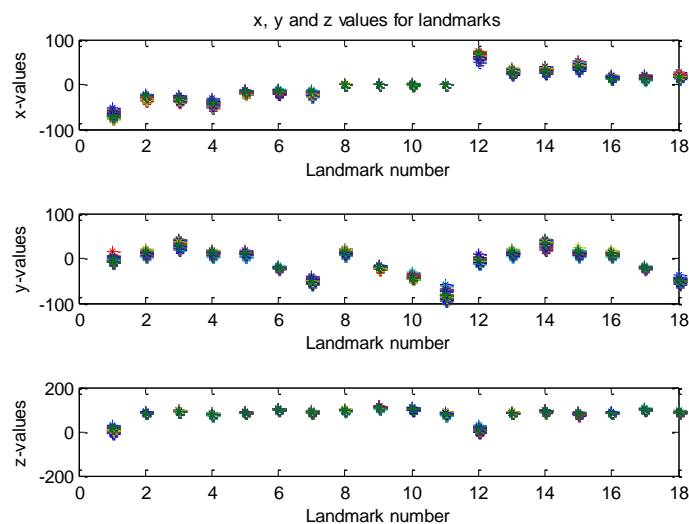 x, y and z values for landmarks
100
0
-100
x-values
0 2 4 6 8 10 12 14 16 18
Landmark number
100
0
-100
y-values
0 2 4 6 8 10 12 14 16 18
Landmark number
200
0
-200
z-values
0 2 4 6 8 10 12 14 16 18
Landmark number